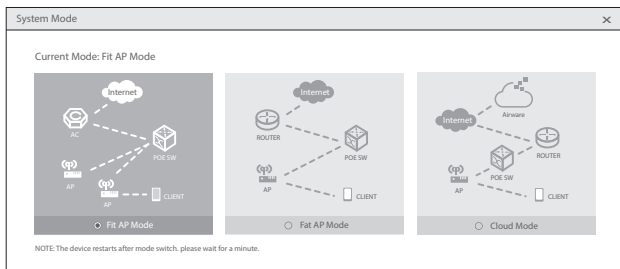 System Mode
Current Mode: Fit AP Mode
Internet
AC
POE SW
AP
AP
CLIENT
Fit AP Mode
Internet
ROUTER
POE SW
AP
CLIENT
Fat AP Mode
Airware
Internet
ROUTER
POE SW
AP
CLIENT
Cloud Mode
NOTE: The device restarts after mode switch. please wait for a minute.